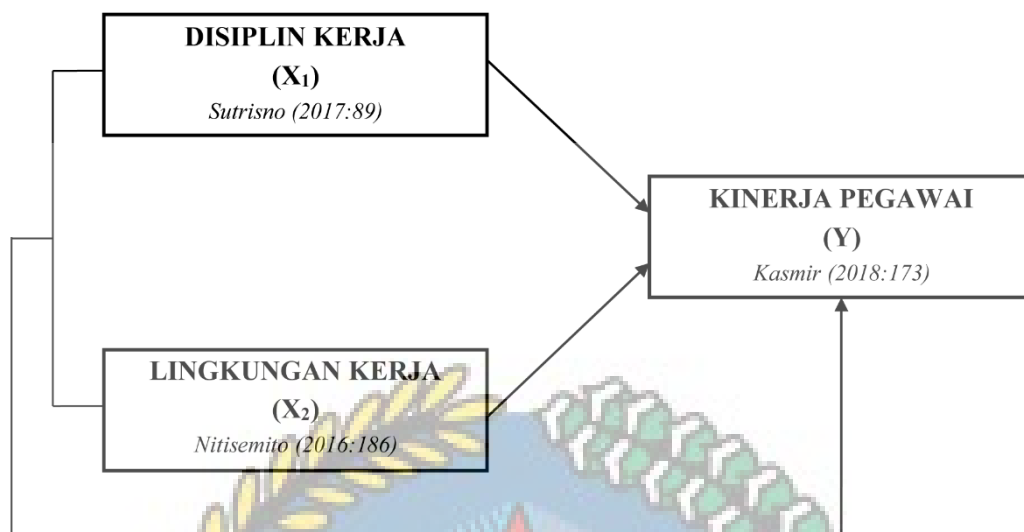 DISIPLIN KERJA
(X₁)
Sutrisno (2017:89)
KINERJA PEGAWAI
(Y)
Kasmir (2018:173)
LINGKUNGAN KERJA
(X₂)
Nitisemito (2016:186)